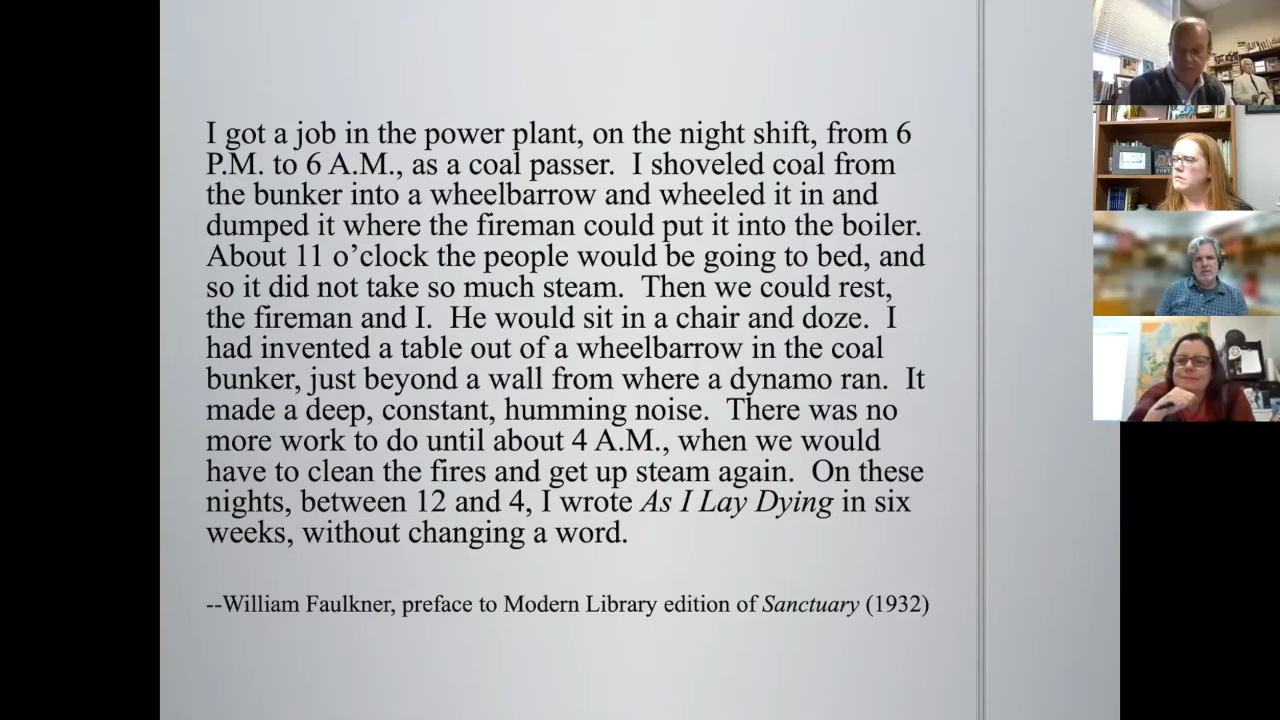 I got a job in the power plant, on the night shift, from 6
P.M. to 6 A.M., as a coal passer.  I shoveled coal from
the bunker into a wheelbarrow and wheeled it in and
dumped it where the fireman could put it into the boiler.
About 11 o’clock the people would be going to bed, and
so it did not take so much steam.  Then we could rest,
the fireman and I.  He would sit in a chair and doze.  I
had invented a table out of a wheelbarrow in the coal
bunker, just beyond a wall from where a dynamo ran.  It
made a deep, constant, humming noise.  There was no
more work to do until about 4 A.M., when we would
have to clean the fires and get up steam again.  On these
nights, between 12 and 4, I wrote As I Lay Dying in six
weeks, without changing a word.
--William Faulkner, preface to Modern Library edition of Sanctuary (1932)